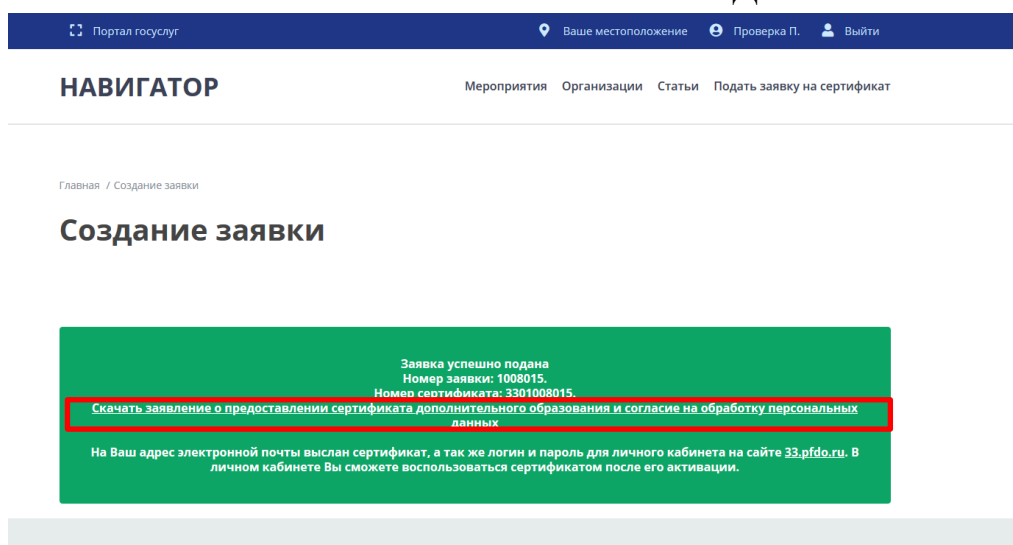 Портал госуслуг
Ваше местоположение
Проверка П.
Выйти
НАВИГАТОР
Мероприятия Организации Статьи Подать заявку на сертификат
Главная / Создание заявки
Создание заявки
Заявка успешно подана
Номер заявки: 1008015.
Номер сертификата: 3301008015.
Скачать заявление о предоставлении сертификата дополнительного образования и согласие на обработку персональных
данных
На Ваш адрес электронной почты выслан сертификат, а так же логин и пароль для личного кабинета на сайте 33.pfdo.ru. В
личном кабинете Вы сможете воспользоваться сертификатом после его активации.